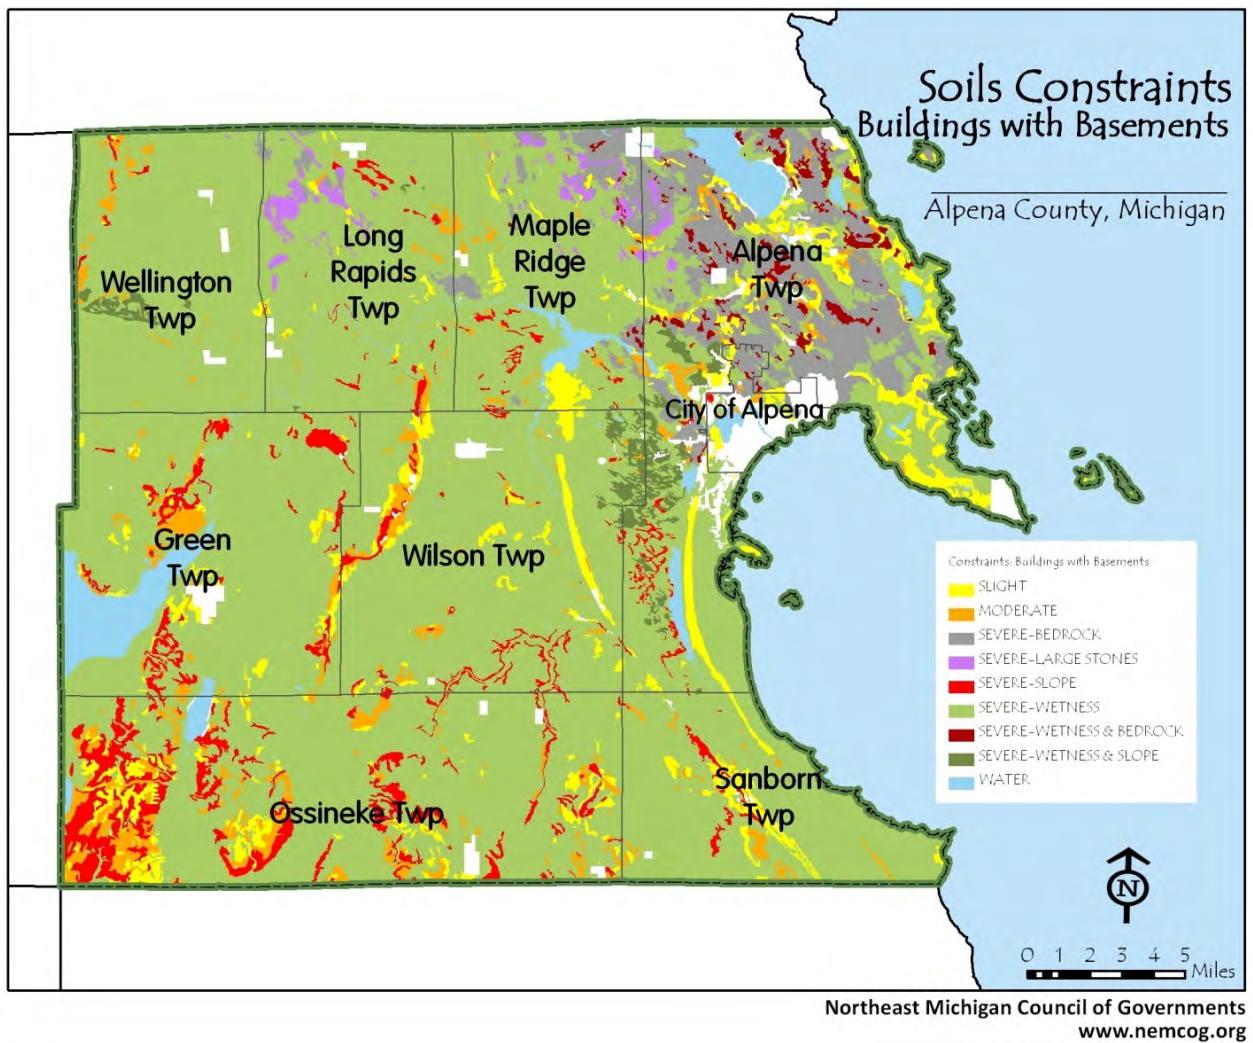 Soils Constraints
Buildings with Basements
Alpena County, Michigan
Maple
Ridge
Twp
Long
Rapids
Twp
Alpena
Twp
Wellington
Twp
City of Alpena
Green
Twp
Wilson Twp
Constraints: Buildings with Basements
SLIGHT
MODERATE
SEVERE-BEDROCK
SEVERE-LARGE STONES
SEVERE-SLOPE
SEVERE-WETNESS
SEVERE-WETNESS & BEDROCK
SEVERE-WETNESS & SLOPE
WATER
Sanborn
Twp
Ossineke Twp
N
0 1 2 3 4 5
Miles
Northeast Michigan Council of Governments
www.nemcog.org